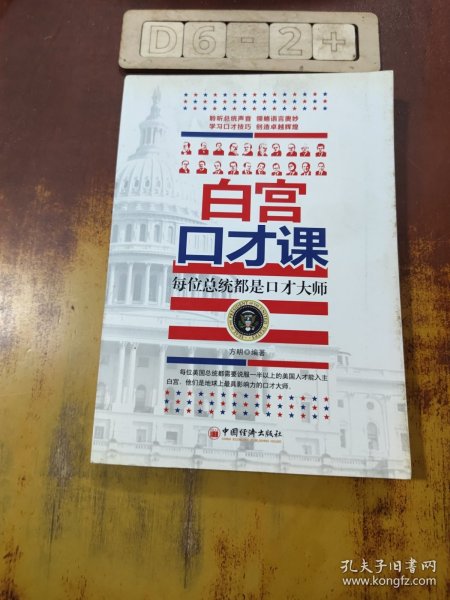 D6-2+
聆听总统声音 领略语言奥妙
学习口才技巧 创造卓越辉煌
白宫
口才课
每位总统都是口才大师
方明◎编著
每位美国总统都需要说服一半以上的美国人才能入主
白宫，他们是地球上最具影响力的口才大师。
中国经济出版社
孔夫子旧书网
www.kongfz.com